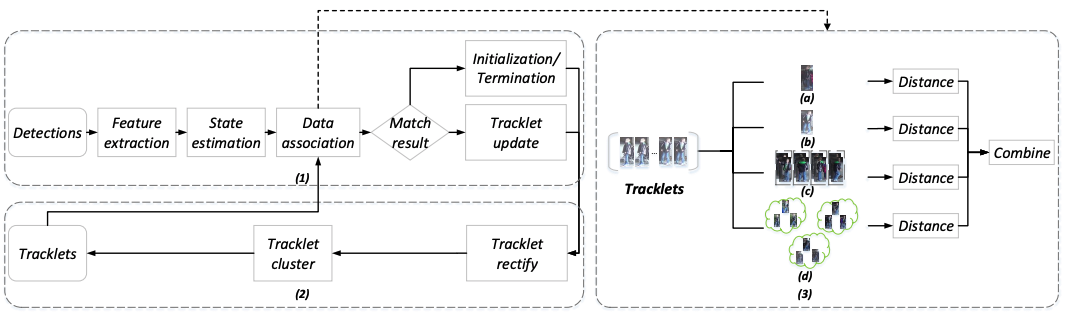 Detections
Feature
extraction
State
estimation
Data
association
Match
result
Initialization/
Termination
Tracklet
update
(1)
Tracklets
Tracklet
cluster
Tracklet
rectify
(2)
...
Tracklets
(a)
(b)
(c)
(d)
Distance
Distance
Distance
Distance
Combine
(3)